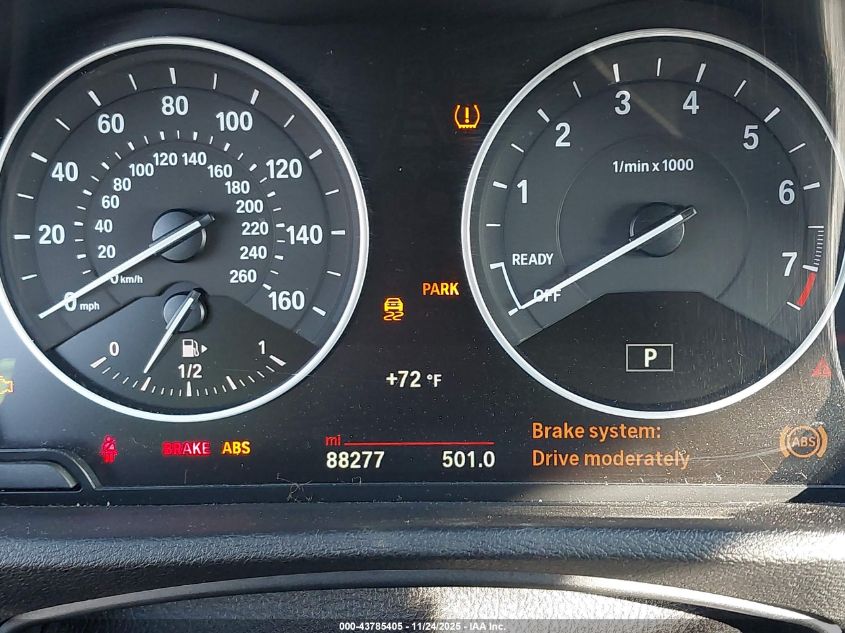 20
40
60
80
100
120
140
160
0 mph
0 km/h
20
40
60
80
100
120
140
160
180
200
220
240
260
0
1/2
1
1
2
3
4
5
6
7
1/min x 1000
READY
OFF
PARK
P
+72 °F
BRAKE ABS
mi
88277 501.0
Brake system:
Drive moderately
ABS
000-43785405 - 11/24/2025 - IAA Inc.